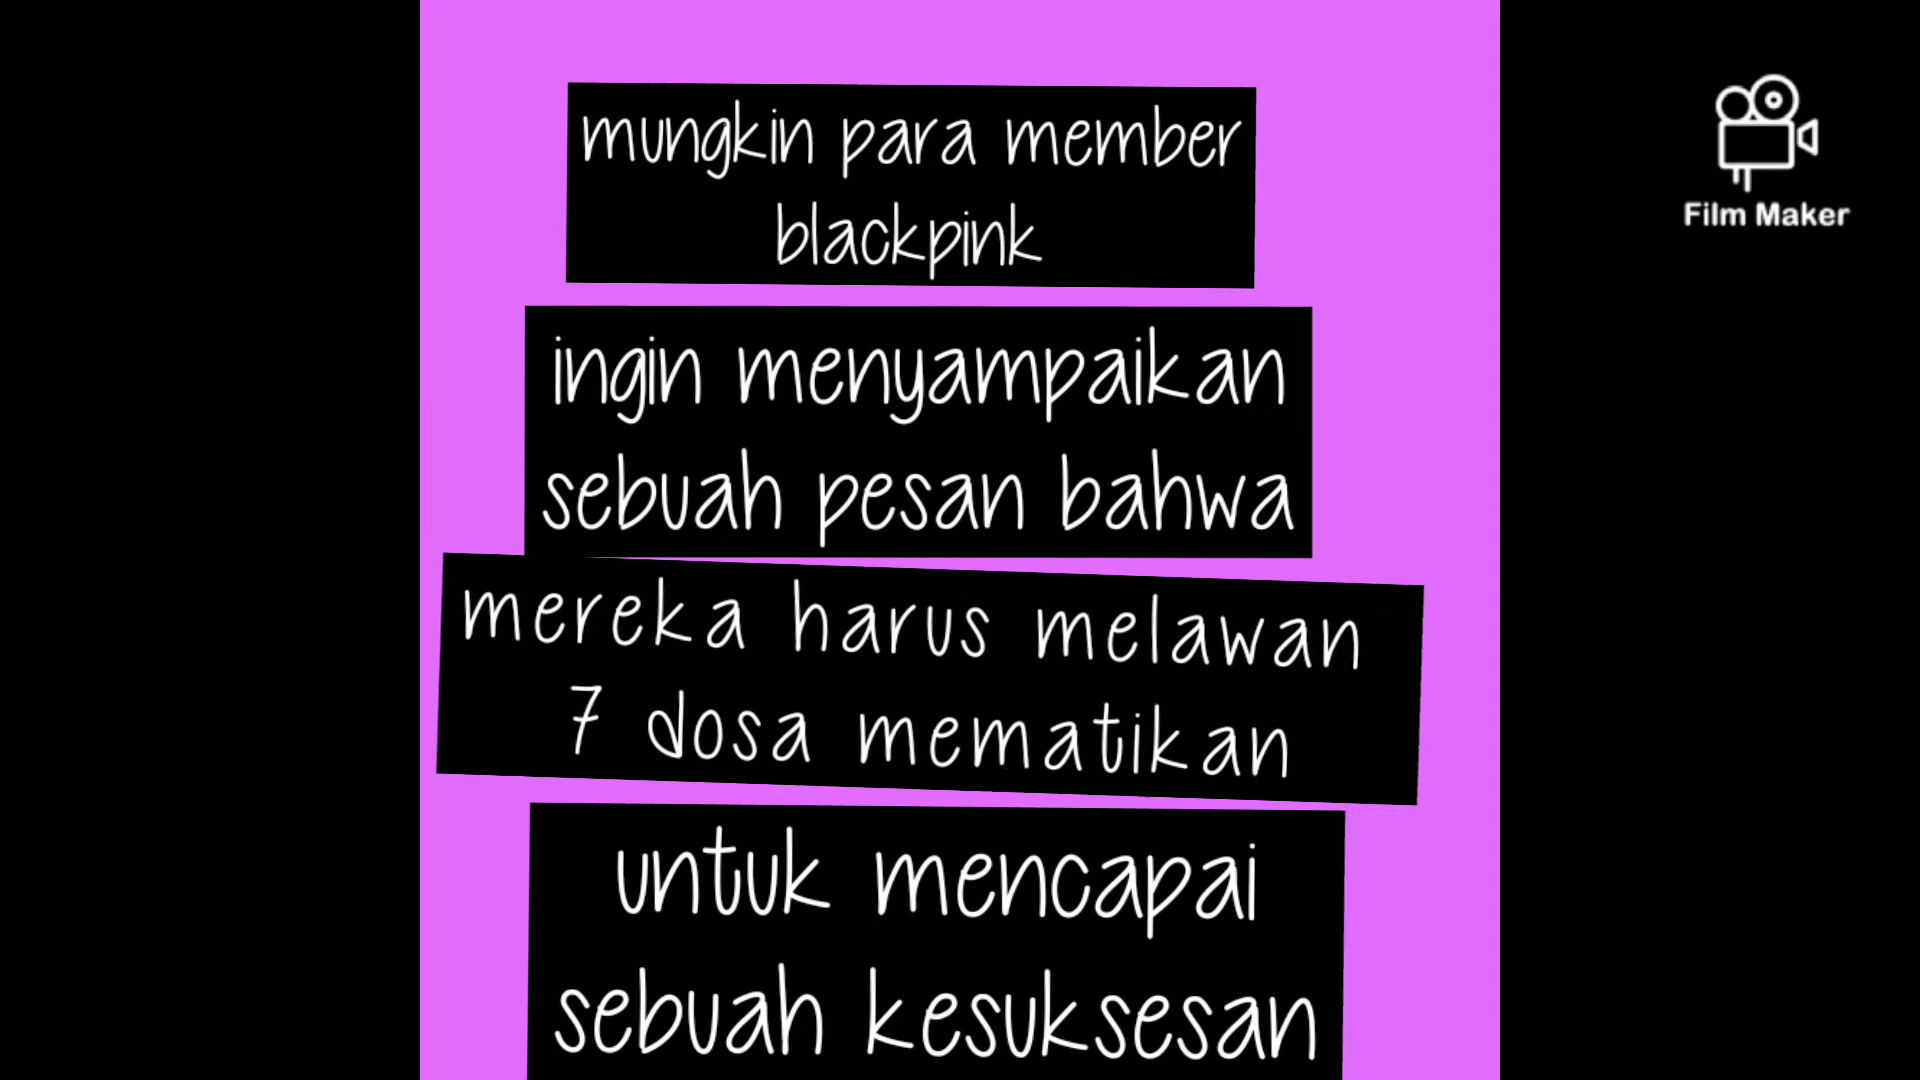 mungkin para member
blackpink
ingin menyampaikan
sebuah pesan bahwa
mereka harus melawan
7 dosa mematikan
untuk mencapai
sebuah kesuksesan
Film Maker